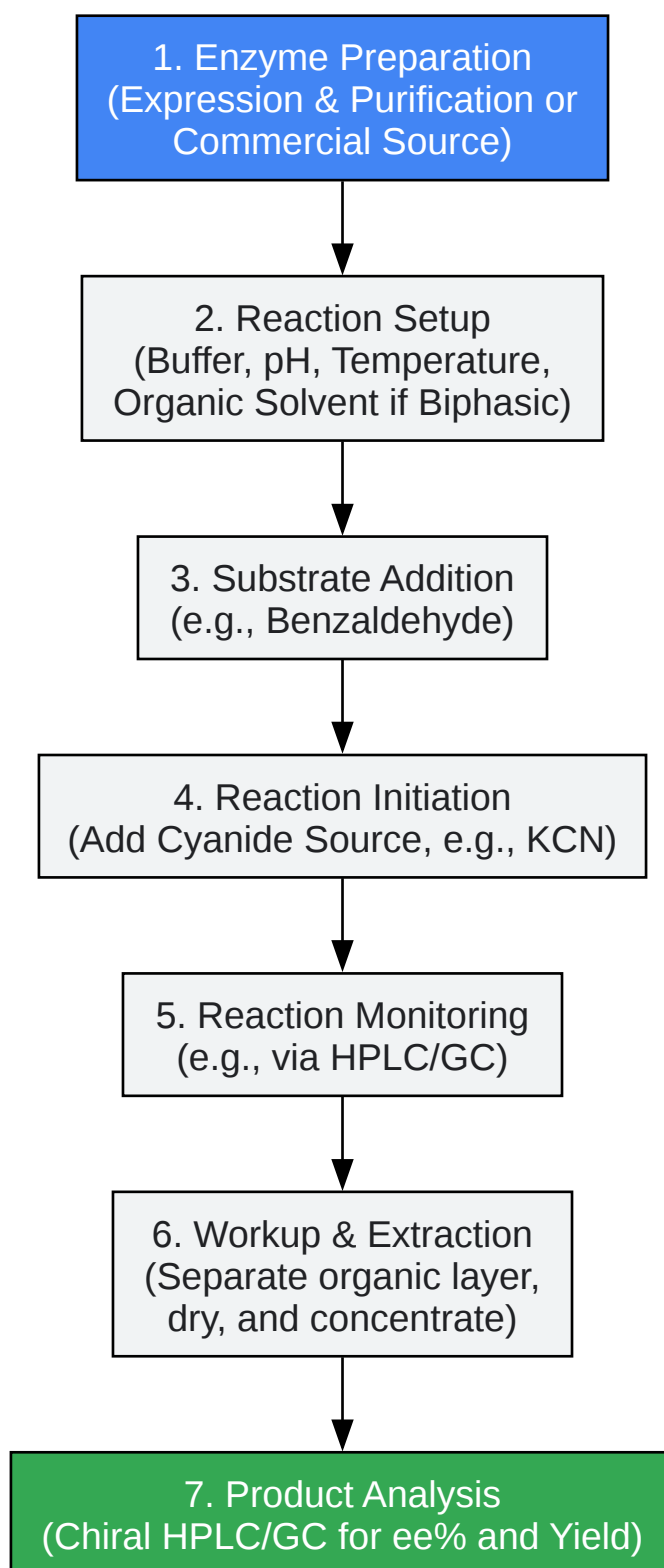 1. Enzyme Preparation
(Expression & Purification or
Commercial Source)
2. Reaction Setup
(Buffer, pH, Temperature,
Organic Solvent if Biphasic)
3. Substrate Addition
(e.g., Benzaldehyde)
4. Reaction Initiation
(Add Cyanide Source, e.g., KCN)
5. Reaction Monitoring
(e.g., via HPLC/GC)
6. Workup & Extraction
(Separate organic layer,
dry, and concentrate)
7. Product Analysis
(Chiral HPLC/GC for ee% and Yield)